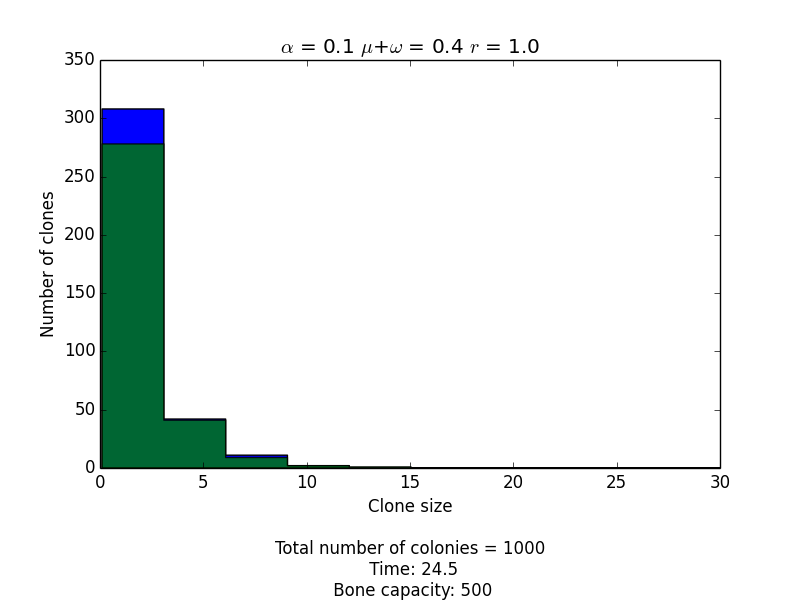 α = 0.1 μ+ω = 0.4 r = 1.0
350
300
250
200
150
100
50
0
Number of clones
0 5 10 15 20 25 30
Clone size
Total number of colonies = 1000
Time: 24.5
Bone capacity: 500